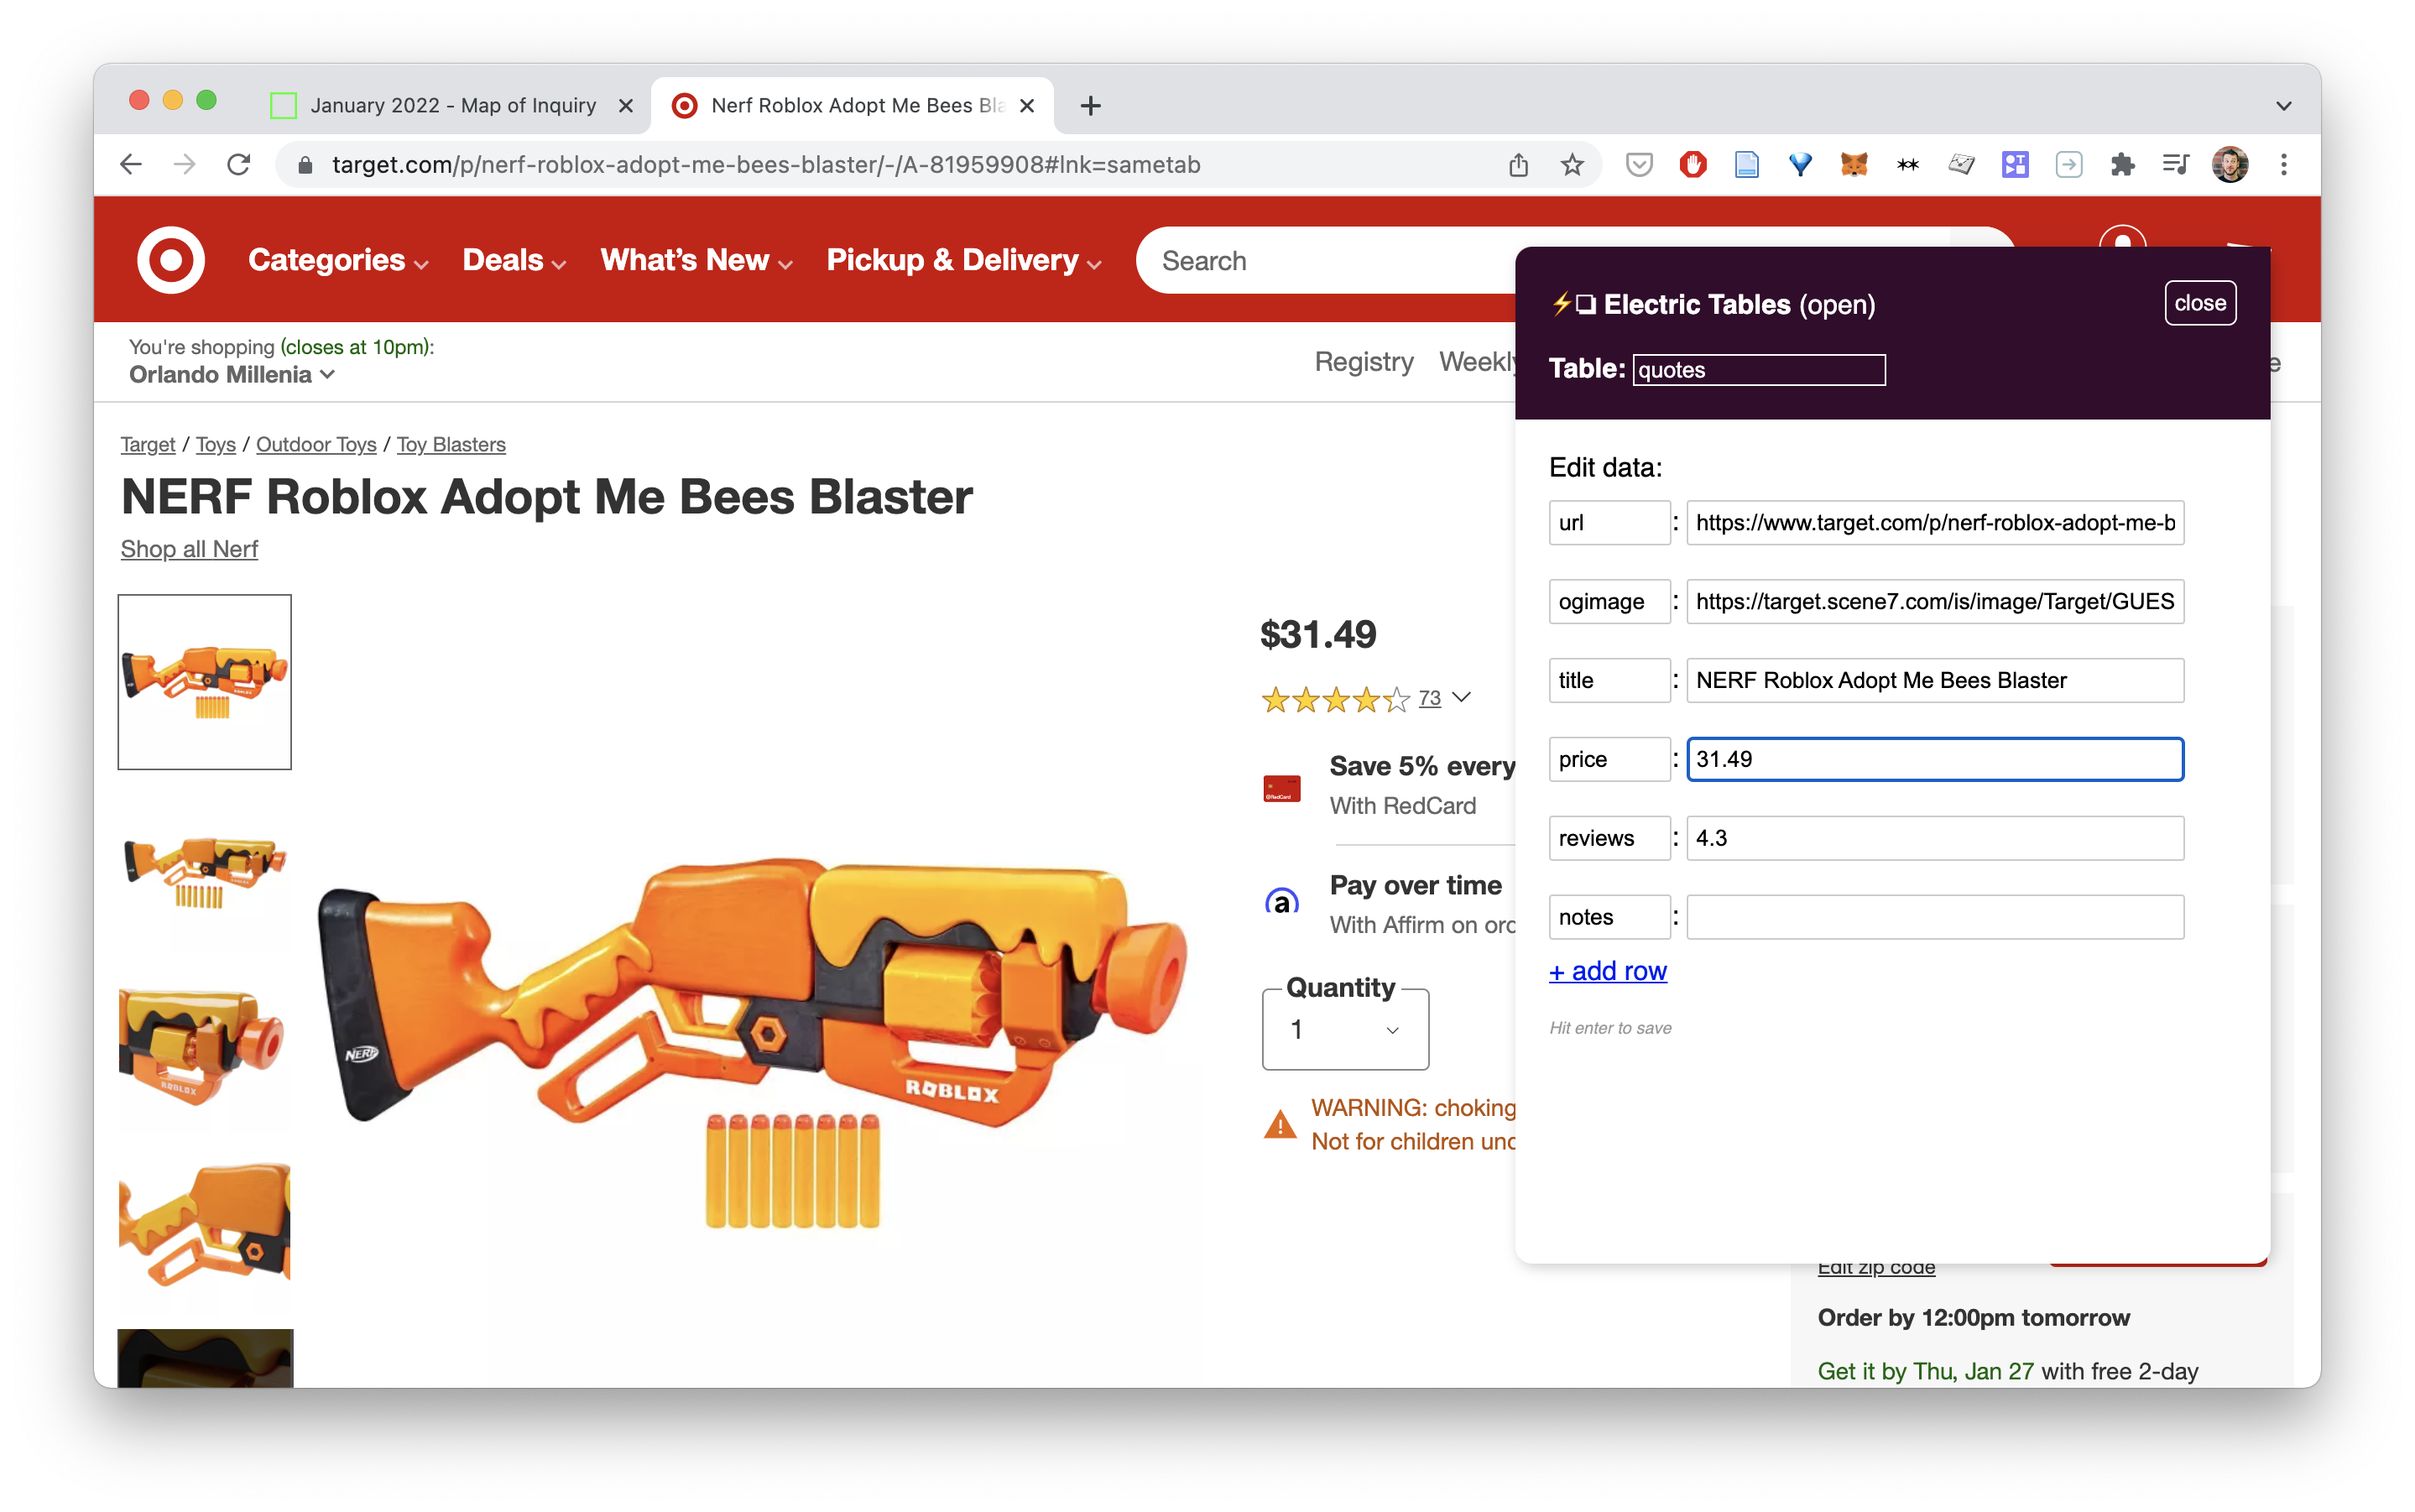 January 2022 - Map of Inquiry
Nerf Roblox Adopt Me Bees Bla
target.com/p/nerf-roblox-adopt-me-bees-blaster/-/A-81959908#lnk=sametab
Categories Deals What's New Pickup & Delivery Search
You're shopping (closes at 10pm):
Orlando Millenia
Registry Weekly
Target / Toys / Outdoor Toys / Toy Blasters
NERF Roblox Adopt Me Bees Blaster
Shop all Nerf
NERF
ROBLOX
ROBLOX
$31.49
73
Save 5% every
With RedCard
Pay over time
With Affirm on orc
Quantity
1
WARNING: choking
Not for children unc
⚡❏ Electric Tables (open)
close
Table: quotes
Edit data:
url : https://www.target.com/p/nerf-roblox-adopt-me-b
ogimage : https://target.scene7.com/is/image/Target/GUES
title : NERF Roblox Adopt Me Bees Blaster
price : 31.49
reviews : 4.3
notes :
+ add row
Hit enter to save
Edit zip code
Order by 12:00pm tomorrow
Get it by Thu, Jan 27 with free 2-day